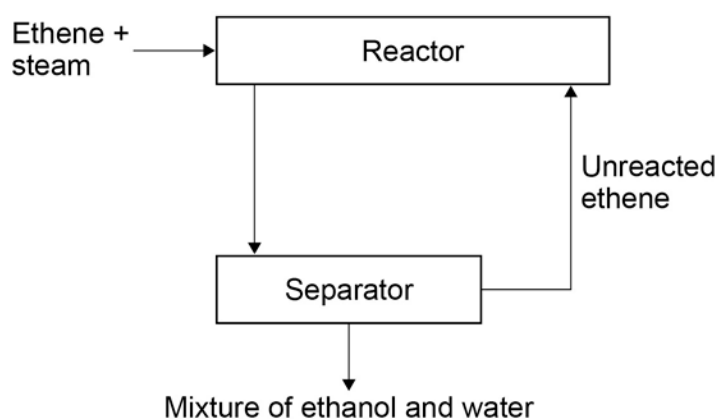 Ethene +
steam
Reactor
Unreacted
ethene
Separator
Mixture of ethanol and water